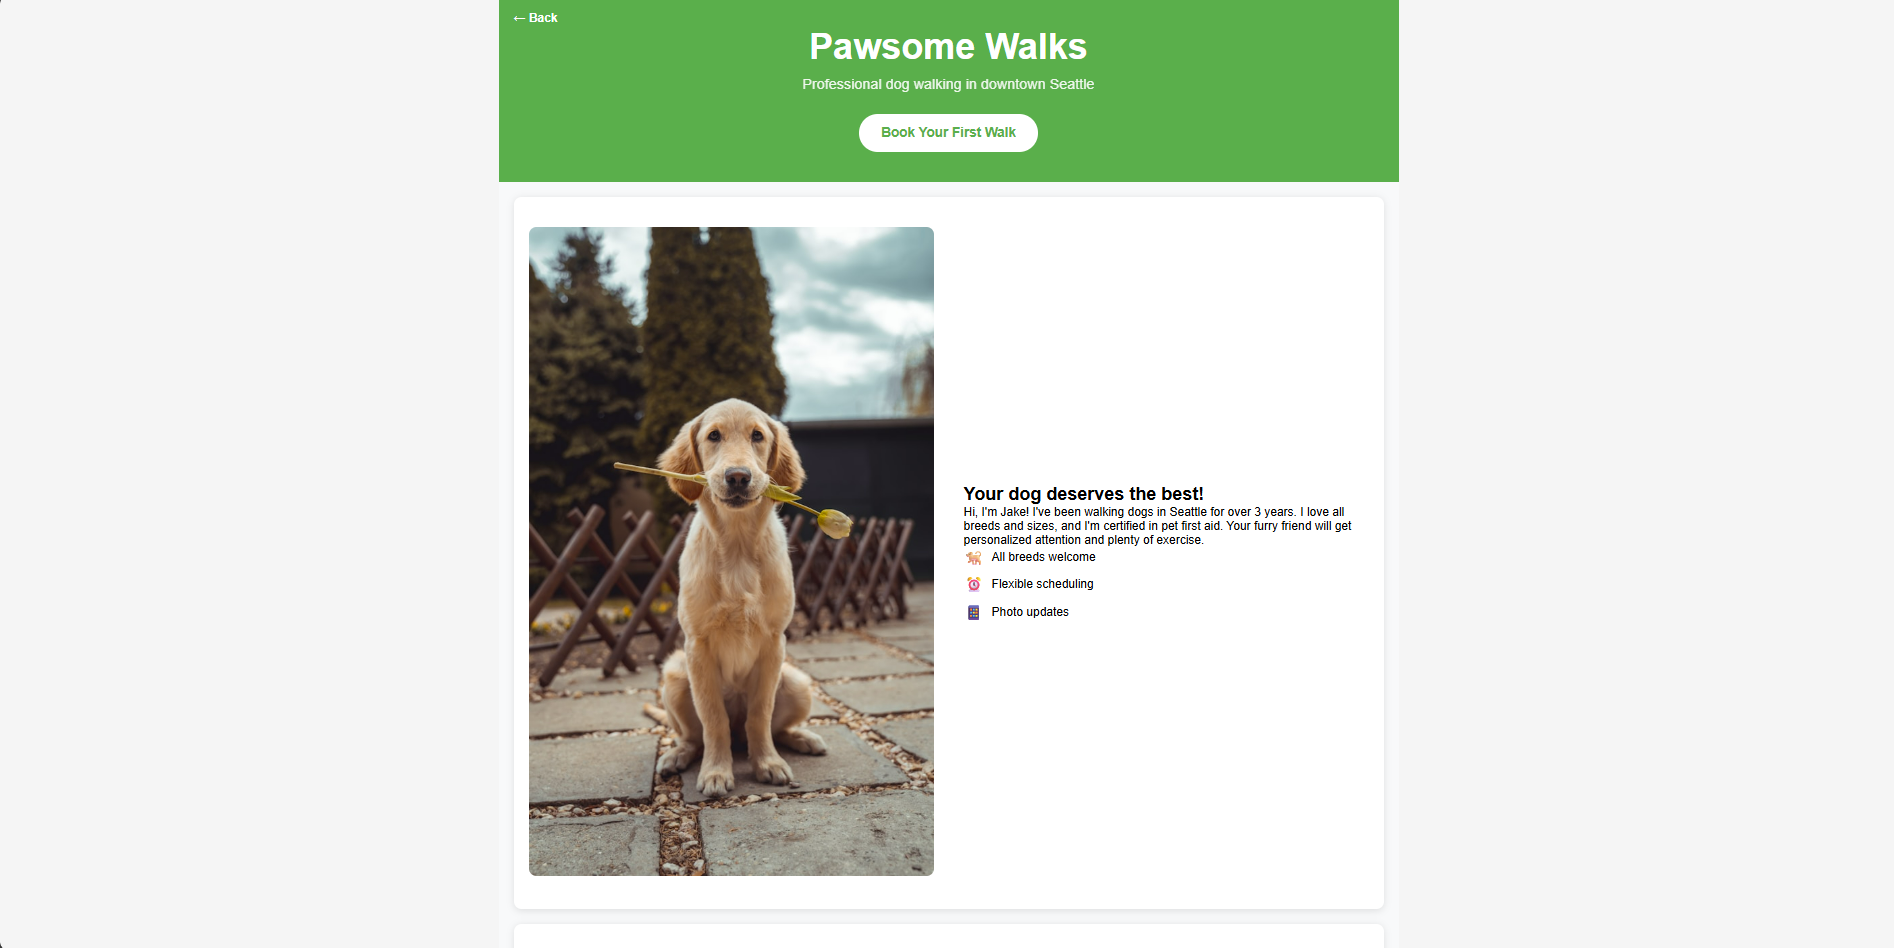 ← Back
Pawsome Walks
Professional dog walking in downtown Seattle
Book Your First Walk
Your dog deserves the best!
Hi, I'm Jake! I've been walking dogs in Seattle for over 3 years. I love all
breeds and sizes, and I'm certified in pet first aid. Your furry friend will get
personalized attention and plenty of exercise.
All breeds welcome
Flexible scheduling
Photo updates